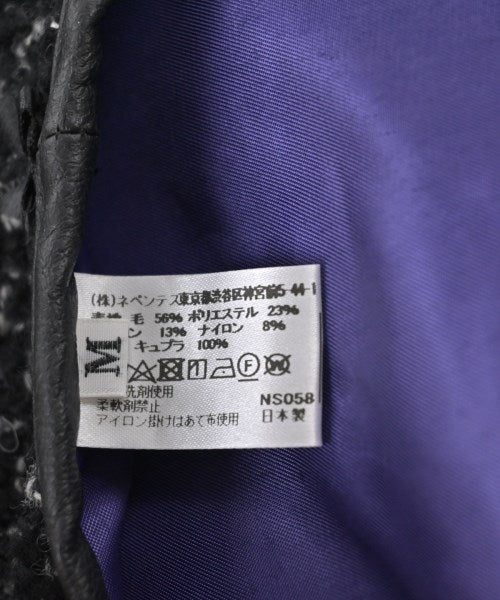 (株)ネペンテス東京都渋谷区神宮前5-44-1
毛 56% ポリエステル 23%
ン 13% ナイロン 8%
キュプラ 100%
M
洗剤使用
柔軟剤禁止
アイロン掛けはあて布使用
NS058
日本製